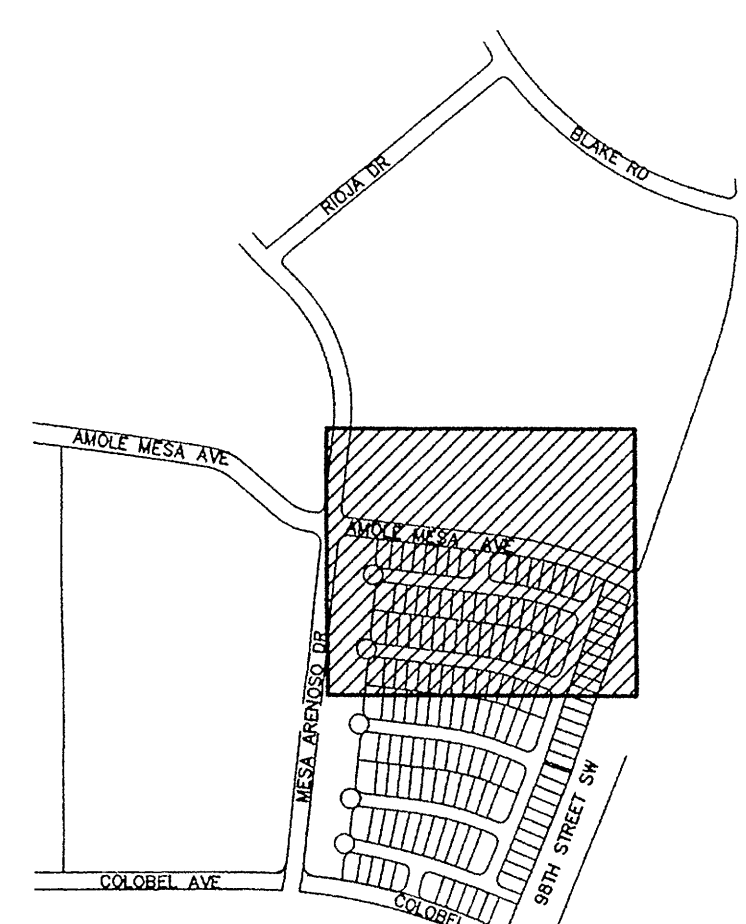 BLAKE RD
RIOJA DR
AMOLE MESA AVE
AMOLE MESA AVE
MESA ARENOSO DR
98TH STREET SW
COLOBEL AVE
COLOBEL